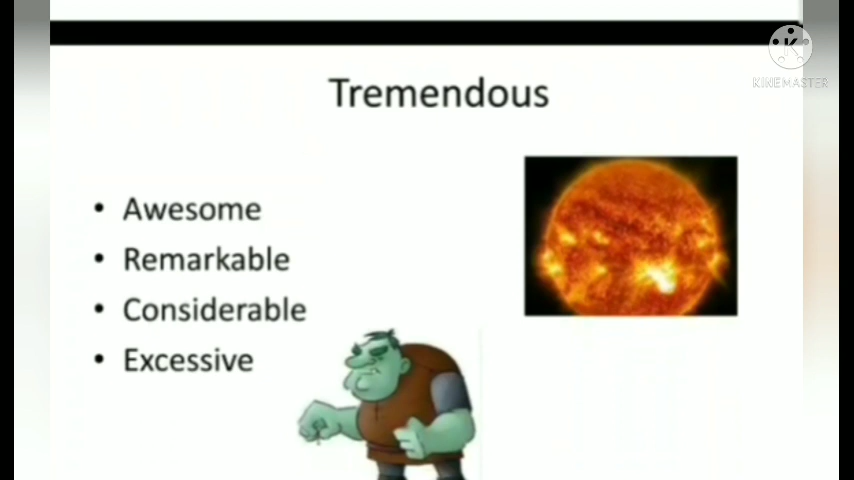 KINEMASTER
Tremendous
• Awesome
• Remarkable
• Considerable
• Excessive